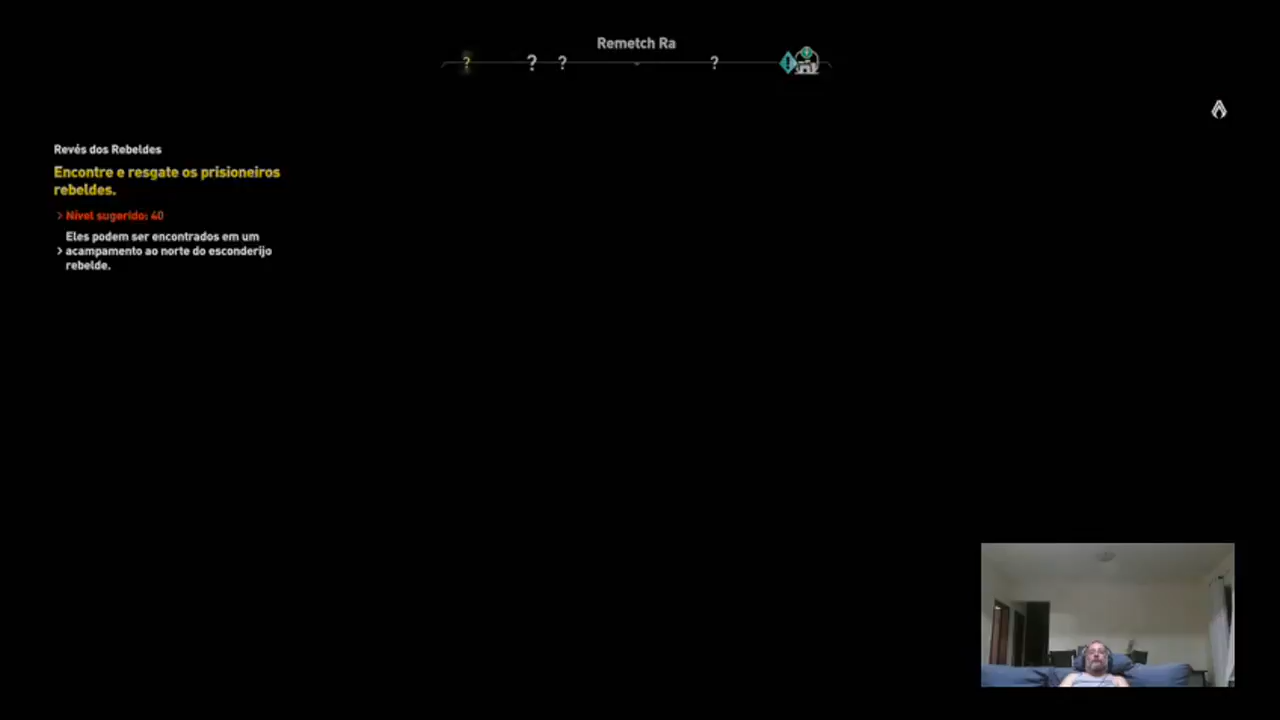 Remetch Ra
? ? ? ?
Revés dos Rebeldes
Encontre e resgate os prisioneiros
rebeldes.
> Nível sugerido: 40
Eles podem ser encontrados em um
> acampamento ao norte do esconderijo
rebelde.